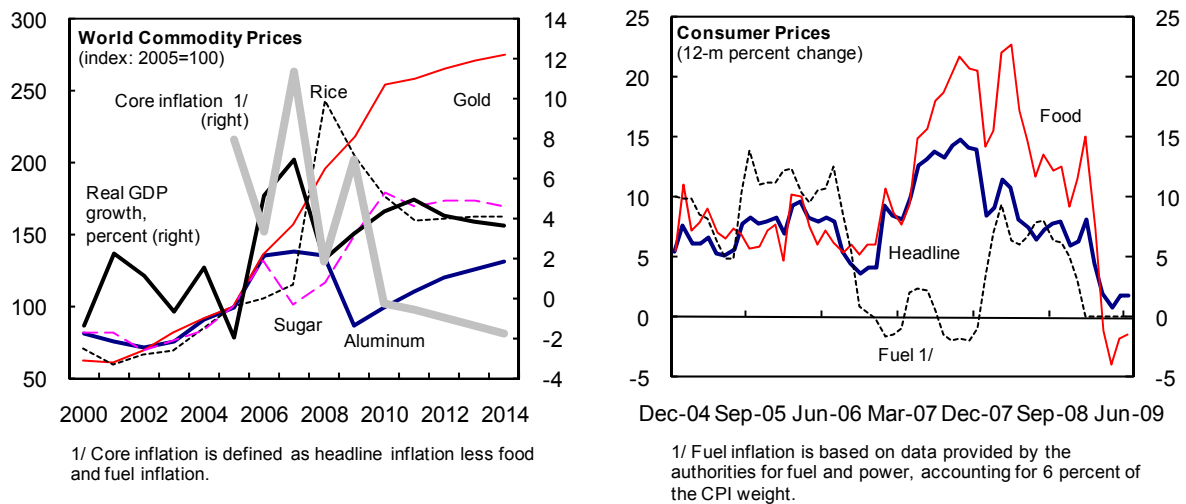 World Commodity Prices
(index: 2005=100)
300
250
200
150
100
50
14
12
10
8
6
4
2
0
-2
-4
Core inflation 1/
(right)
Rice
Gold
Real GDP
growth,
percent (right)
Sugar
Aluminum
2000 2002 2004 2006 2008 2010 2012 2014
1/ Core inflation is defined as headline inflation less food
and fuel inflation.
Consumer Prices
(12-m percent change)
25
20
15
10
5
0
-5
25
20
15
10
5
0
-5
Food
Headline
Fuel 1/
Dec-04 Sep-05 Jun-06 Mar-07 Dec-07 Sep-08 Jun-09
1/ Fuel inflation is based on data provided by the
authorities for fuel and power, accounting for 6 percent of
the CPI weight.